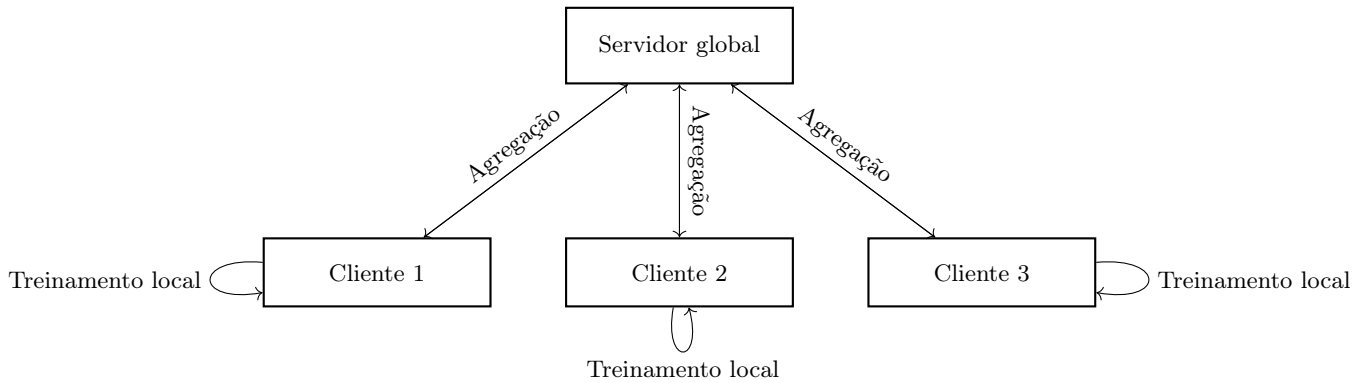 Servidor global
Agregação
Agregação
Agregação
Cliente 1
Cliente 2
Cliente 3
Treinamento local
Treinamento local
Treinamento local